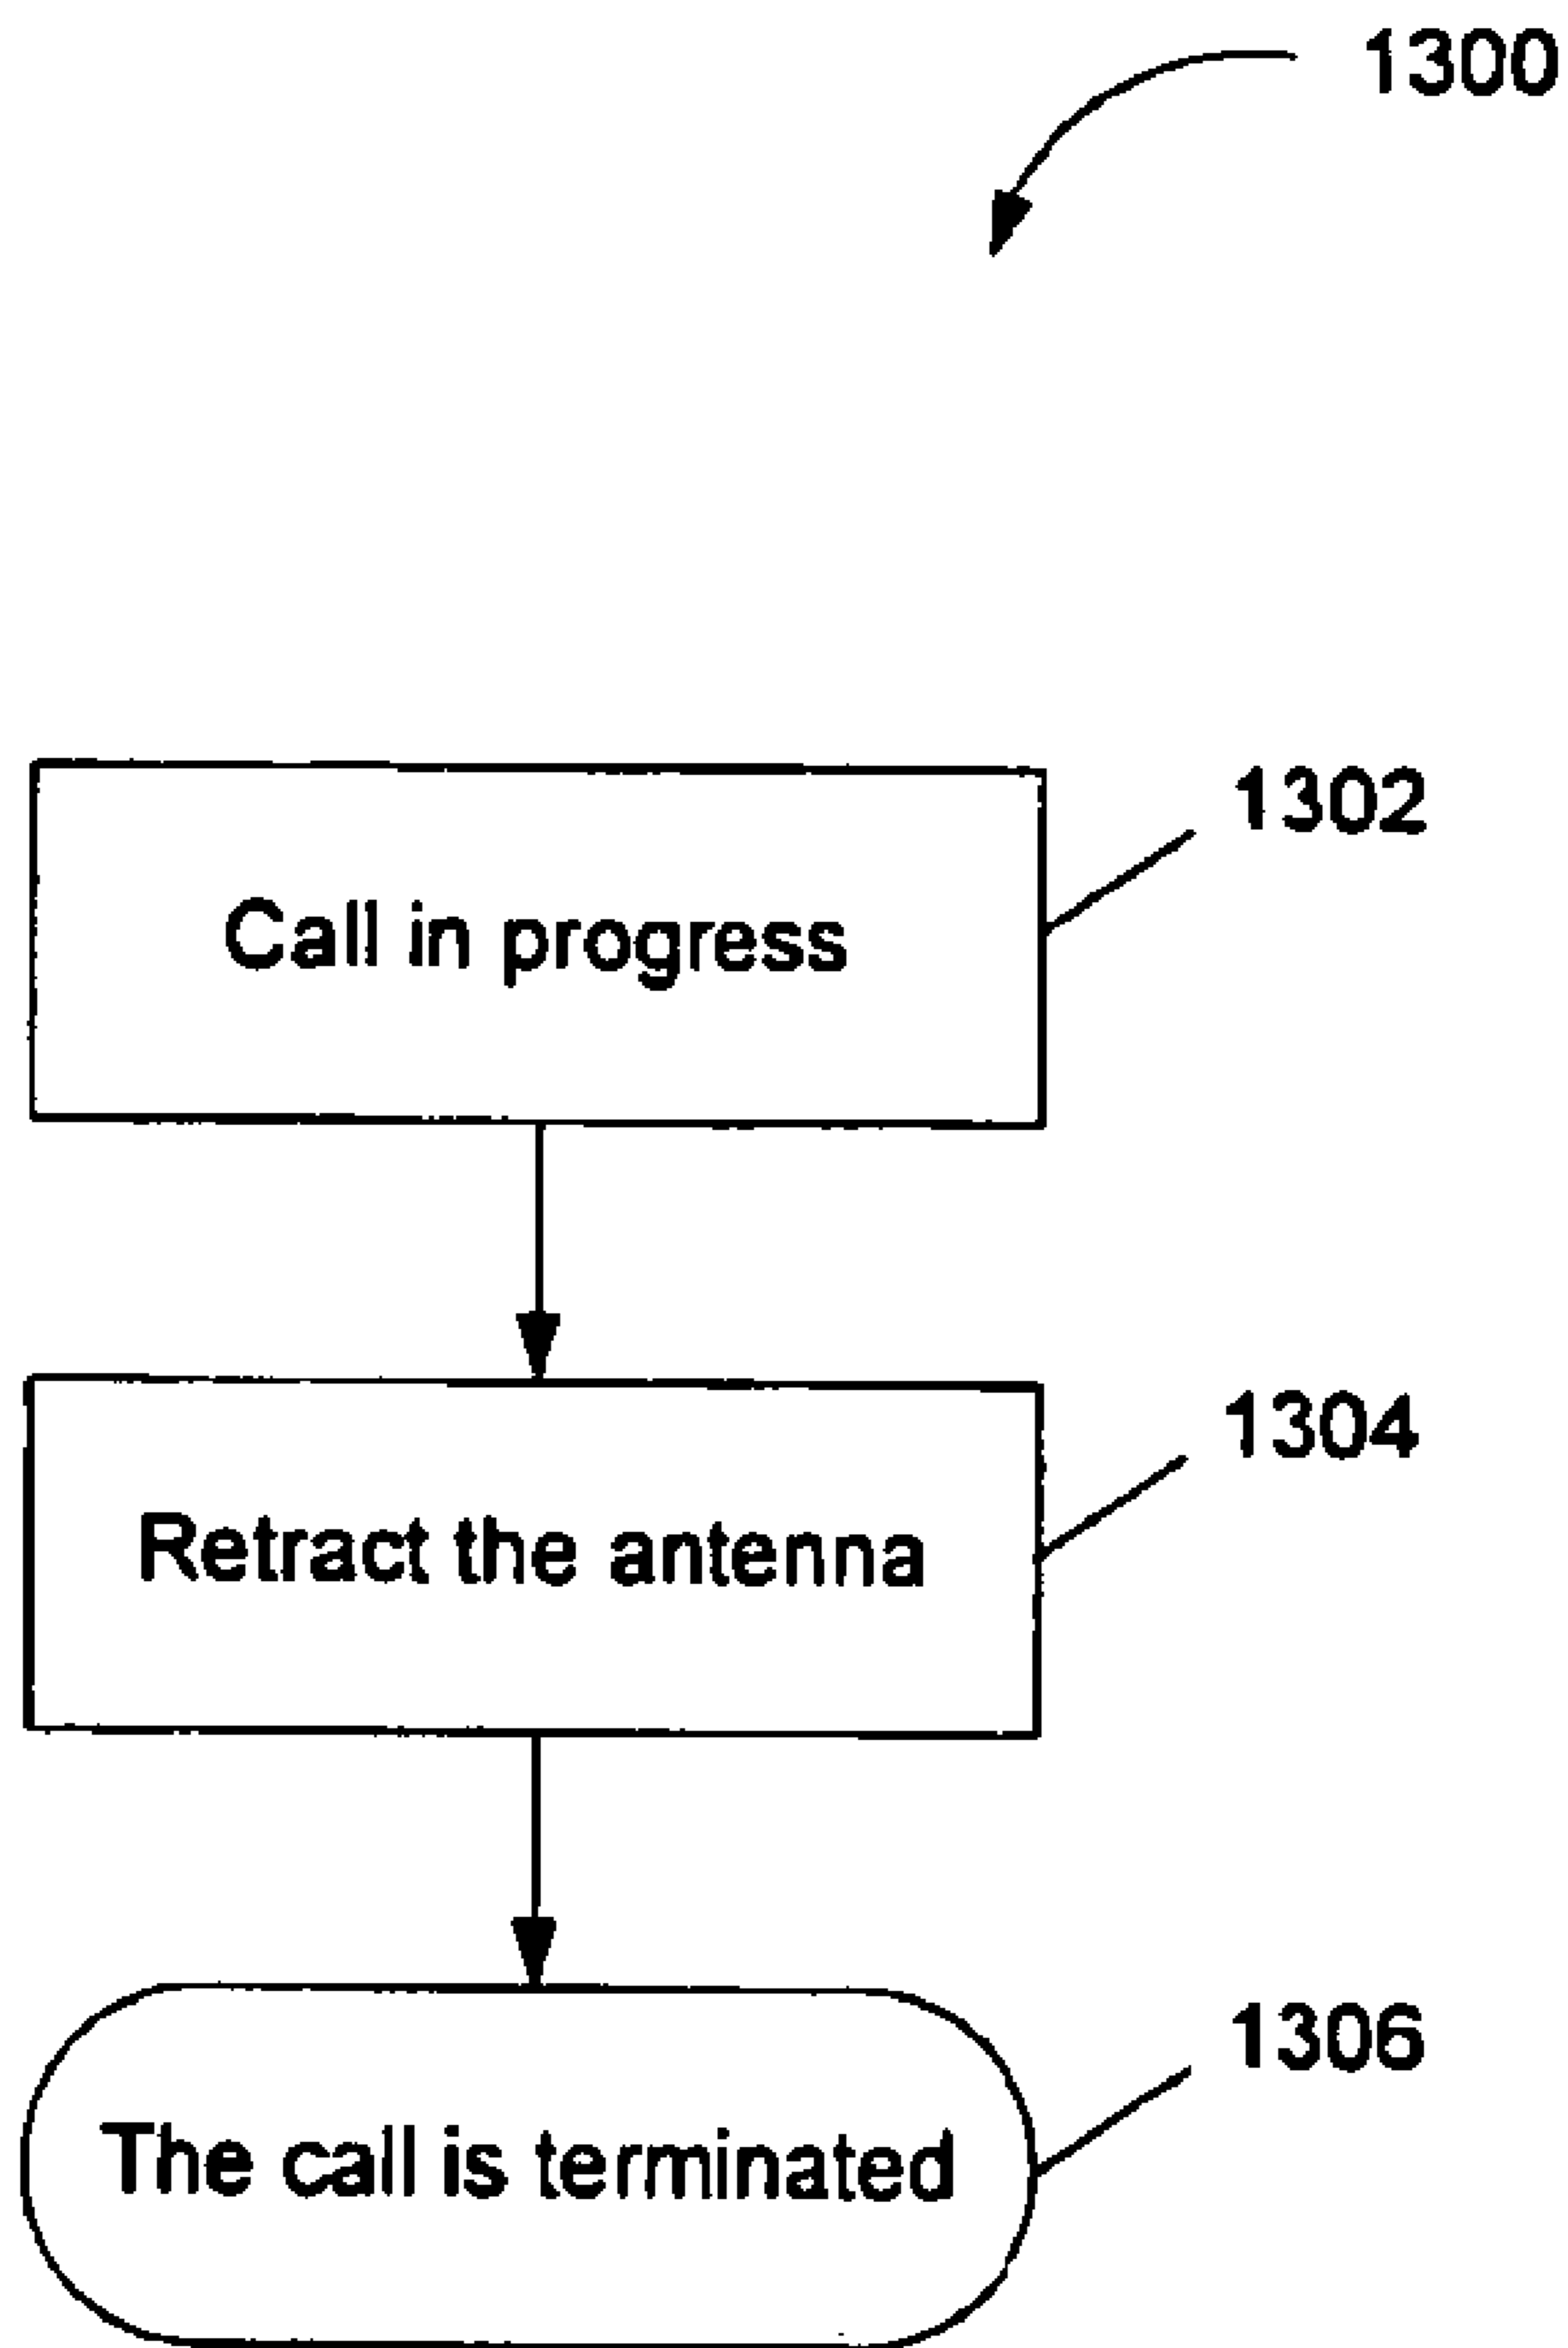 1300
1302
Call in progress
1304
Retract the antenna
1306
The call is terminated